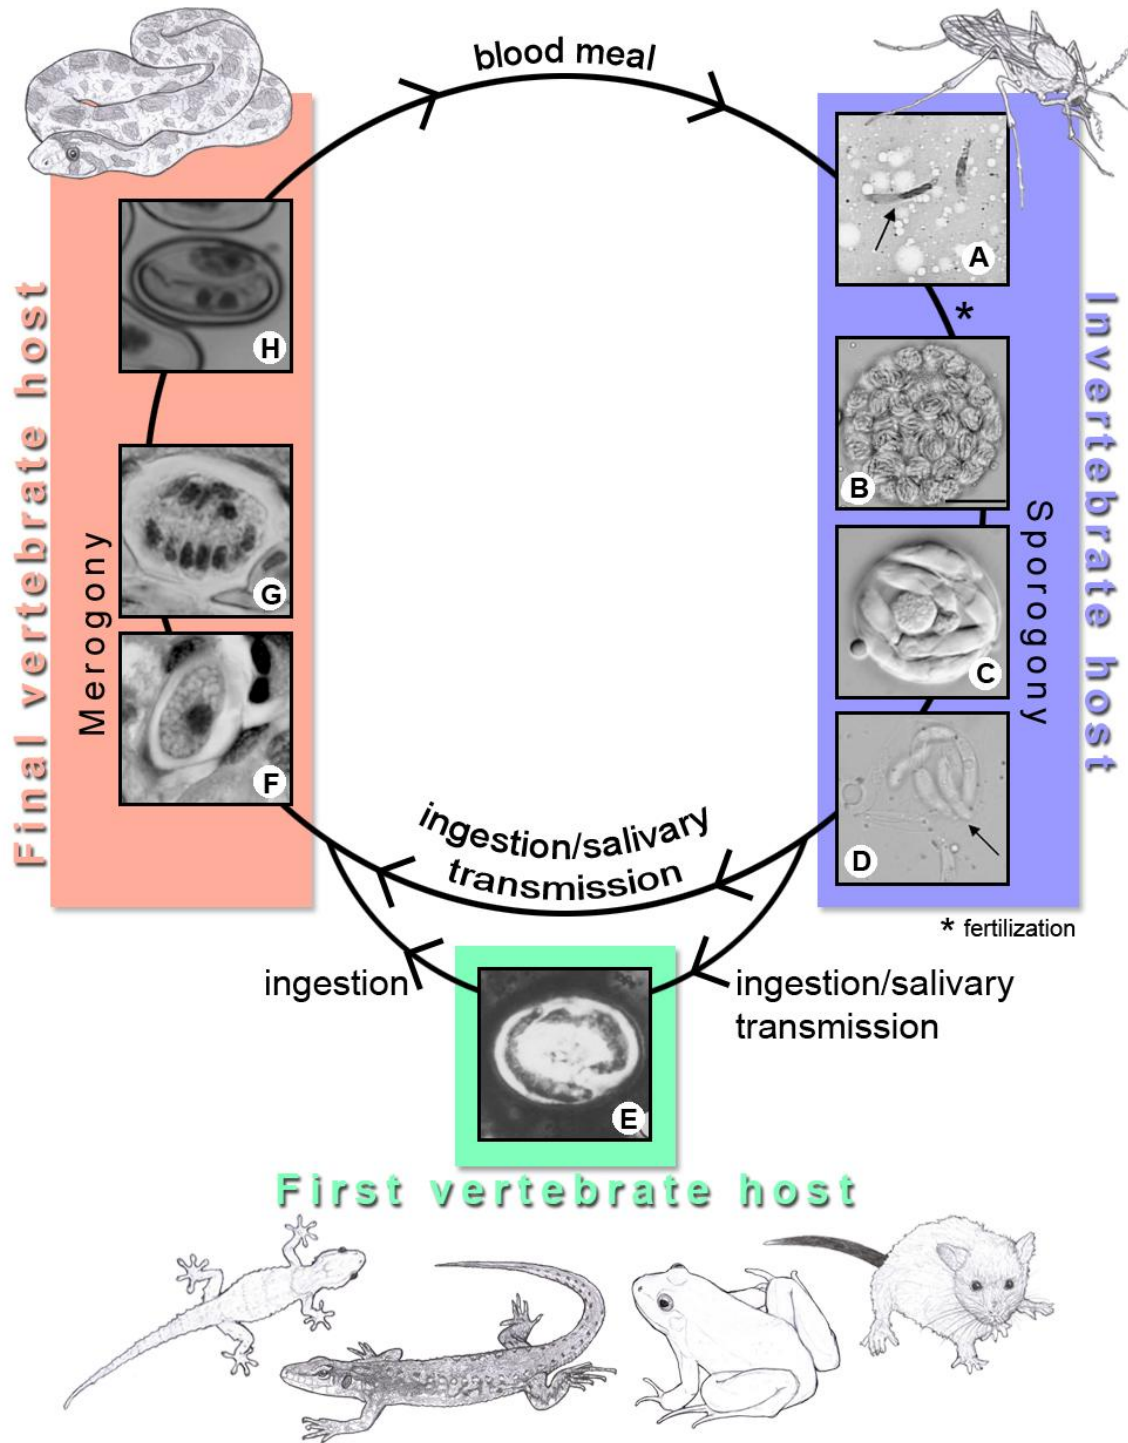 blood meal
A
*
H
Final vertebrate host
Invertebrate host
B
G
Merogony
Sporogony
C
F
D
ingestion/salivary
transmission
* fertilization
ingestion
ingestion/salivary
transmission
E
First vertebrate host